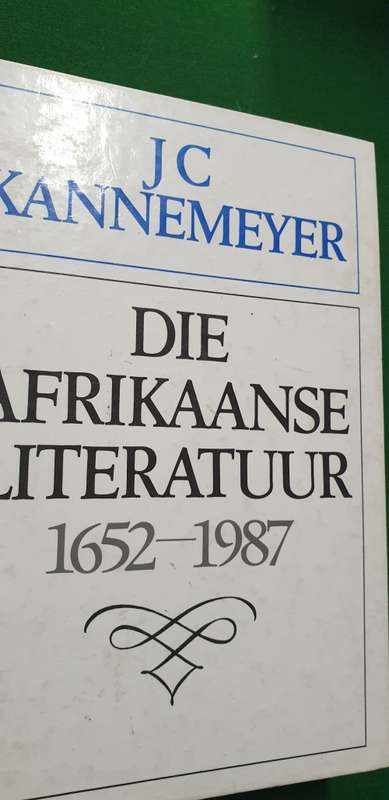 J C
KANNEMEYER
DIE
AFRIKAANSE
LITERATUUR
1652–1987